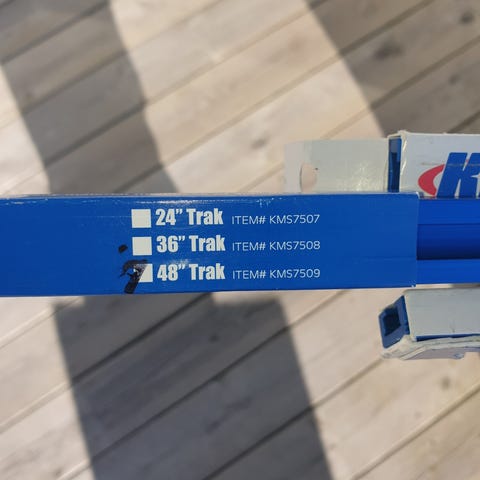 24" Trak ITEM# KMS7507
36" Trak ITEM# KMS7508
48" Trak ITEM# KMS7509
K